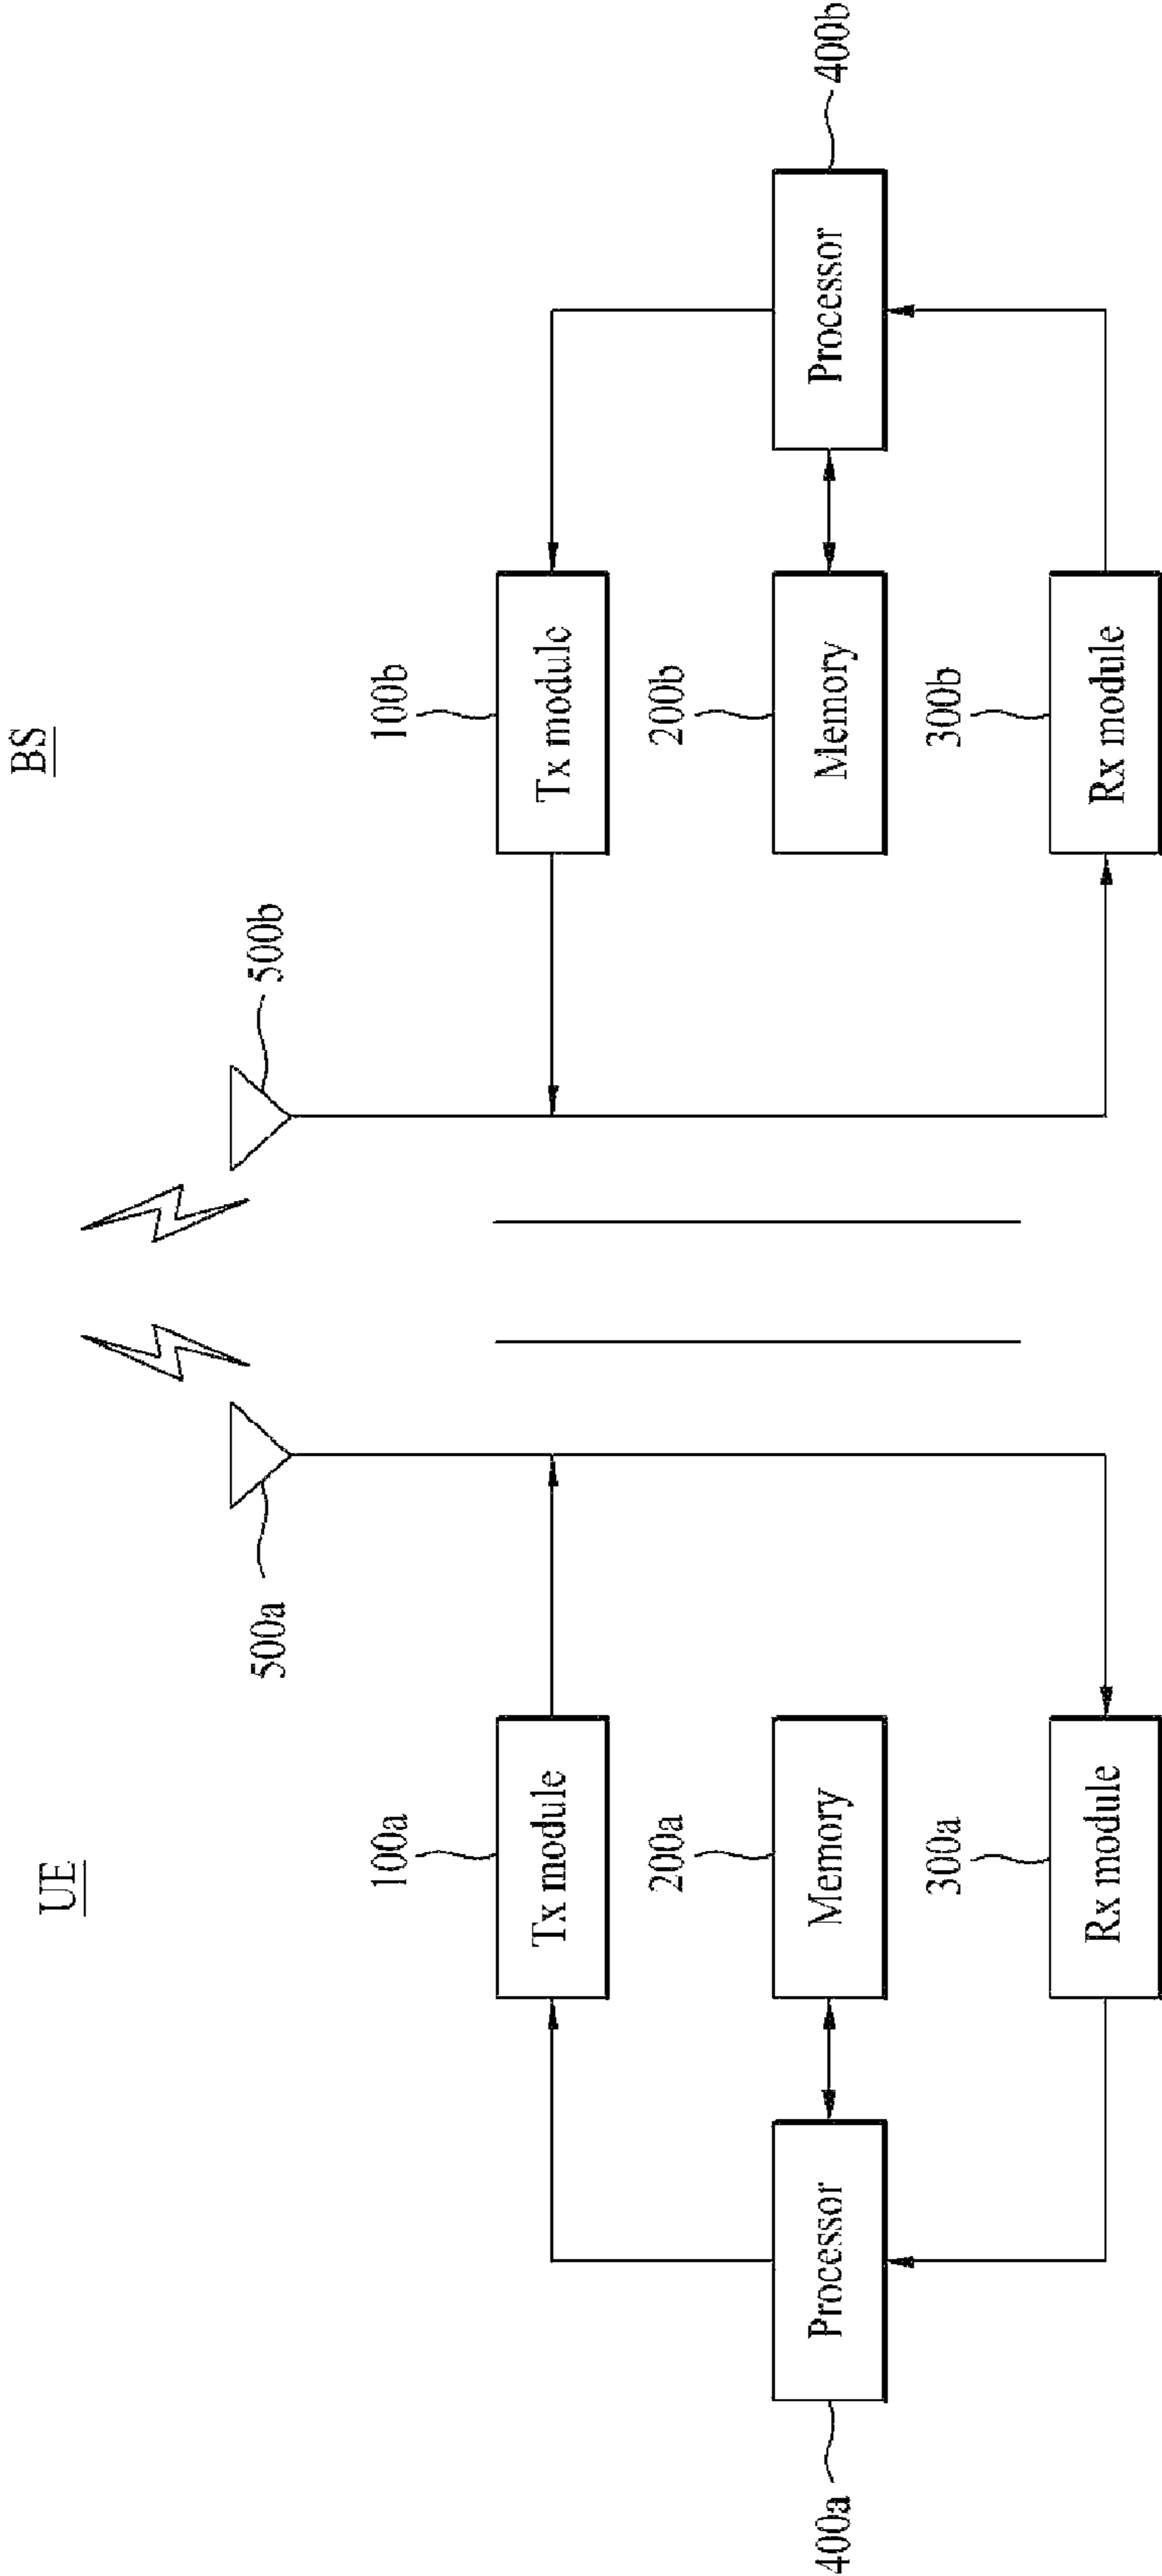 UE
BS
500a
500b
100a
Tx module
100b
Tx module
400a
Processor
200a
Memory
200b
Memory
Processor
400b
300a
Rx module
300b
Rx module